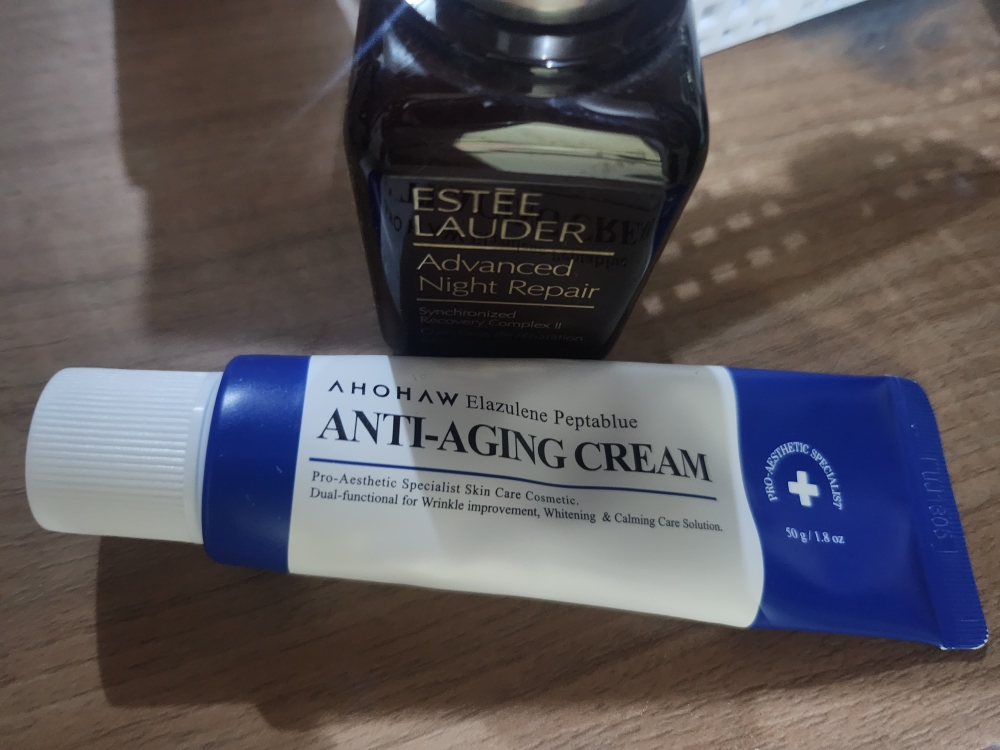 ESTĒE
LAUDER
Advanced
Night Repair
Synchronized
Recovery Complex II
AHOHAW Elazulene Peptablue
ANTI-AGING CREAM
Pro-Aesthetic Specialist Skin Care Cosmetic.
Dual-functional for Wrinkle improvement, Whitening & Calming Care Solution.
PRO-AESTHETIC SPECIALIST
50 g / 1.8 oz